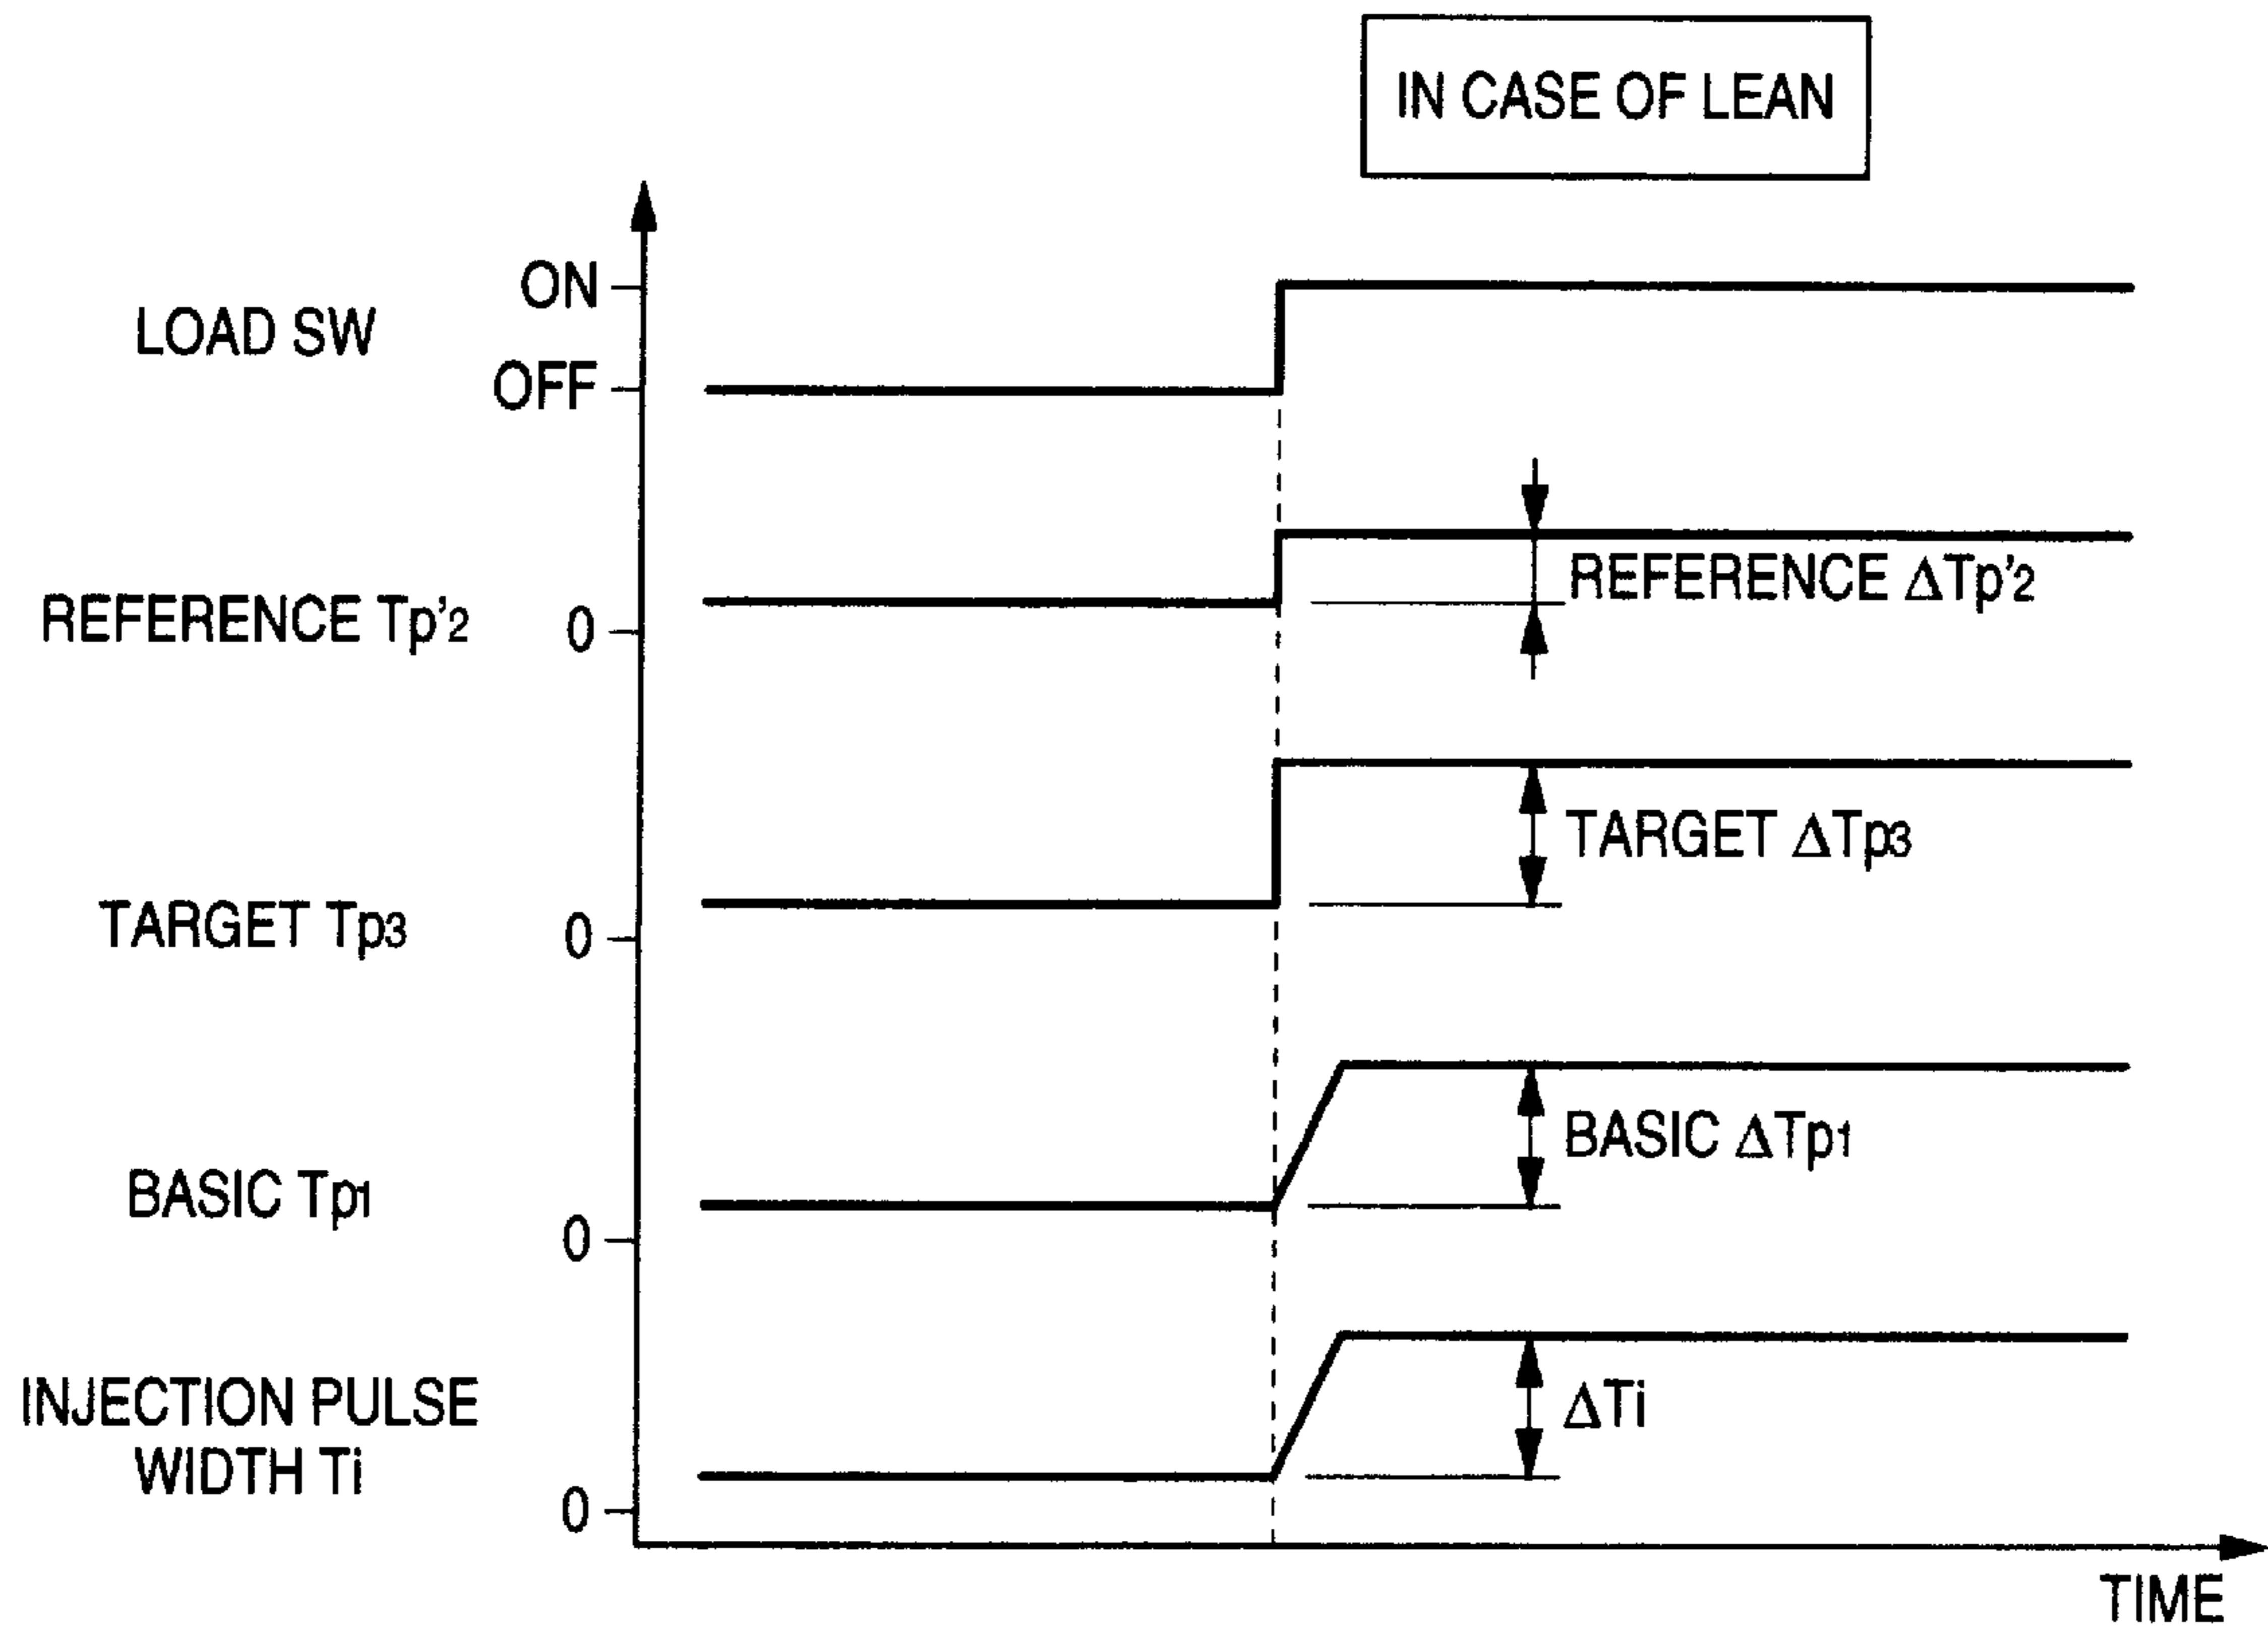 IN CASE OF LEAN
ON
LOAD SW
OFF
REFERENCE ΔTp'2
REFERENCE Tp'2
0
TARGET ΔTp3
TARGET Tp3
0
BASIC ΔTp1
BASIC Tp1
0
ΔTi
INJECTION PULSE
WIDTH Ti
0
TIME